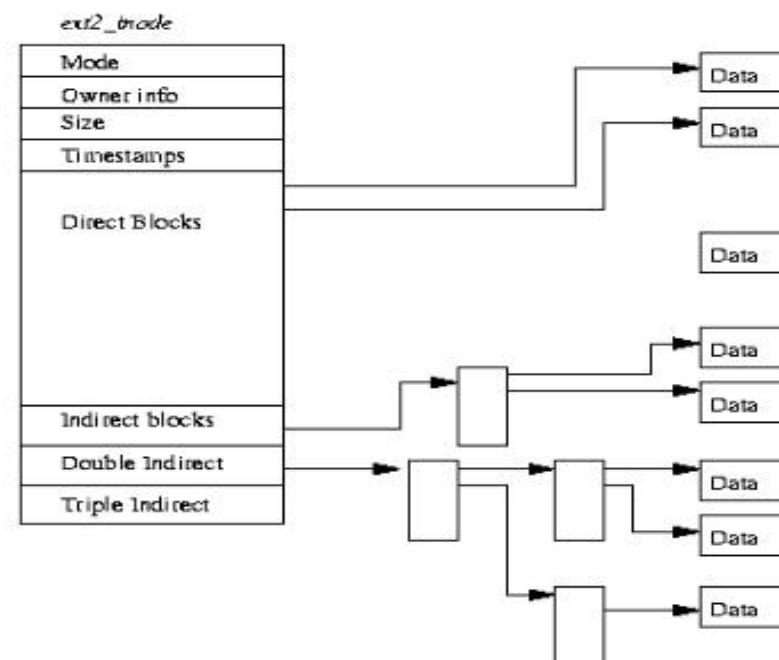 ext2_inode
Mode
Owner info
Size
Timestamps
Direct Blocks
Indirect blocks
Double Indirect
Triple Indirect
Data
Data
Data
Data
Data
Data
Data
Data